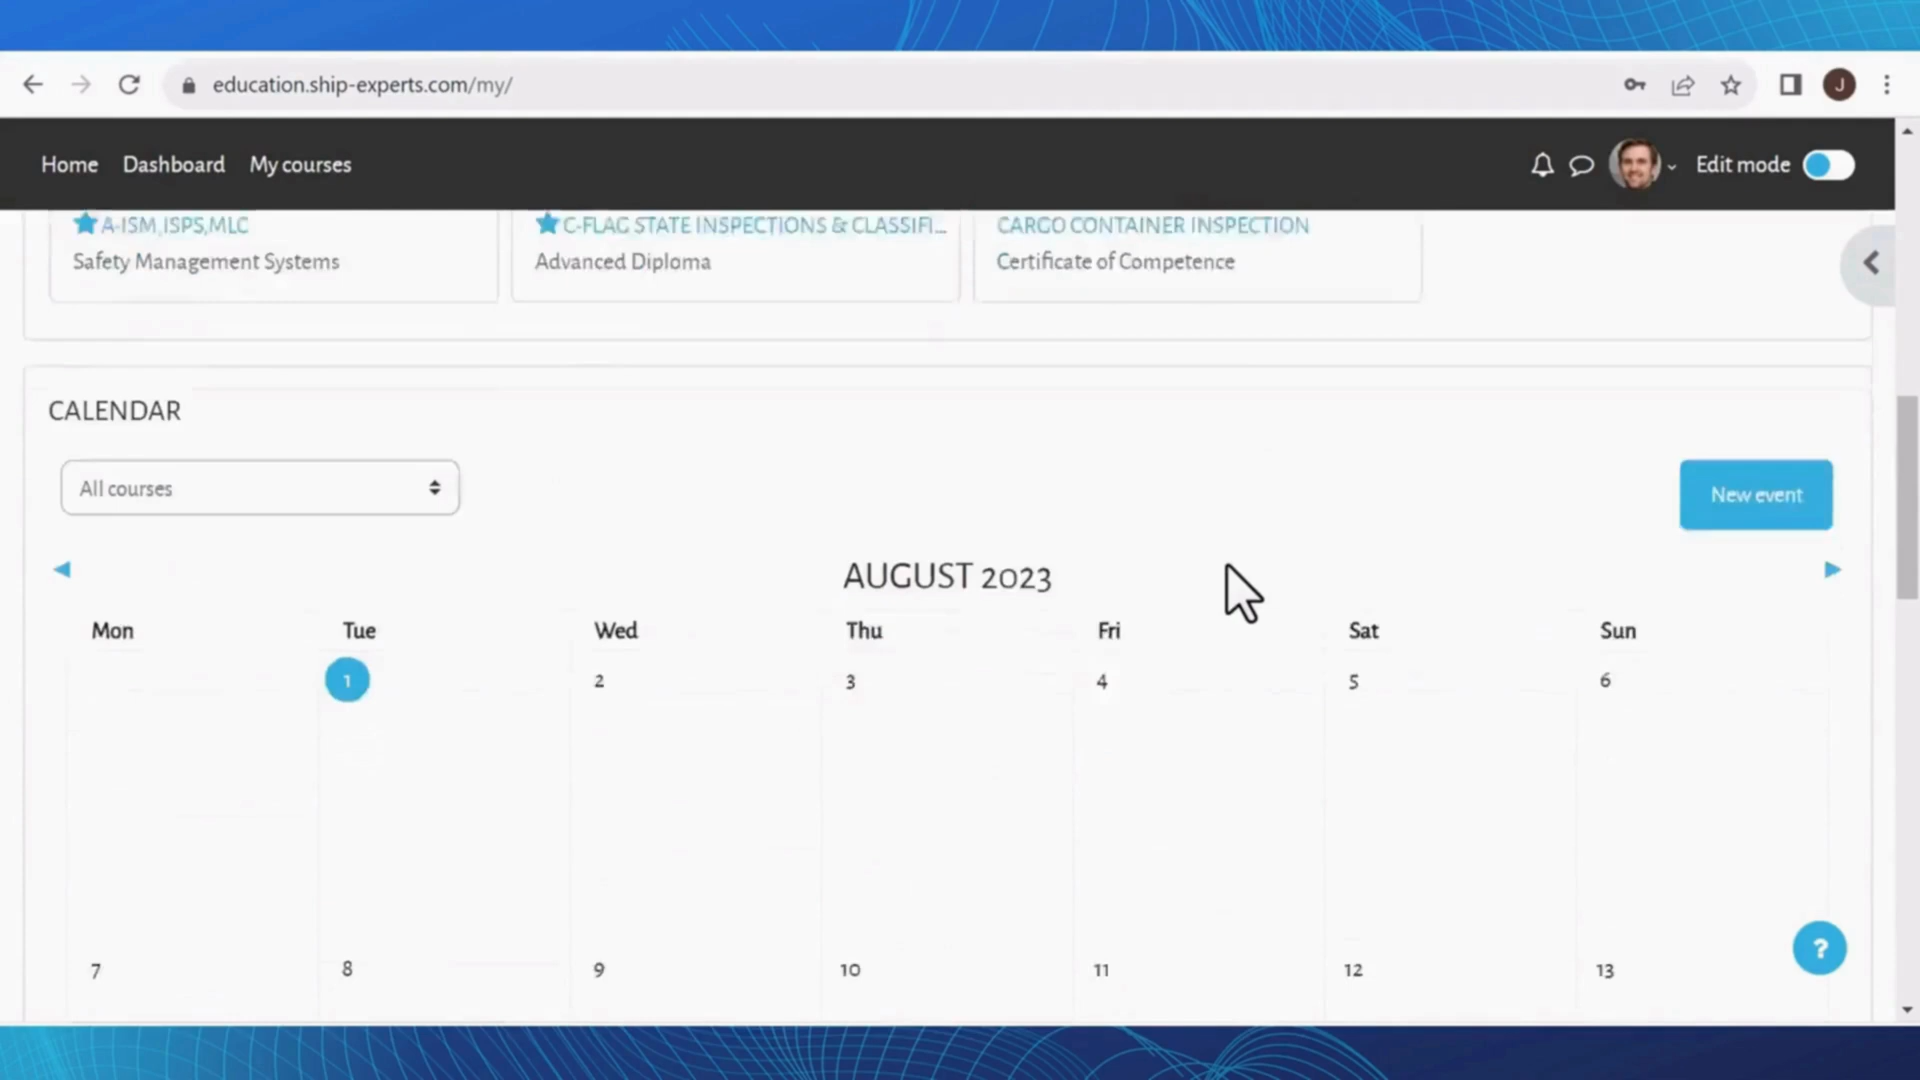 education.ship-experts.com/my/
J
Home Dashboard My courses Edit mode
A-ISM,ISPS,MLC C-FLAG STATE INSPECTIONS & CLASSIFI... CARGO CONTAINER INSPECTION
Safety Management Systems Advanced Diploma Certificate of Competence
CALENDAR
All courses New event
AUGUST 2023
Mon Tue Wed Thu Fri Sat Sun
1 2 3 4 5 6
?
7 8 9 10 11 12 13